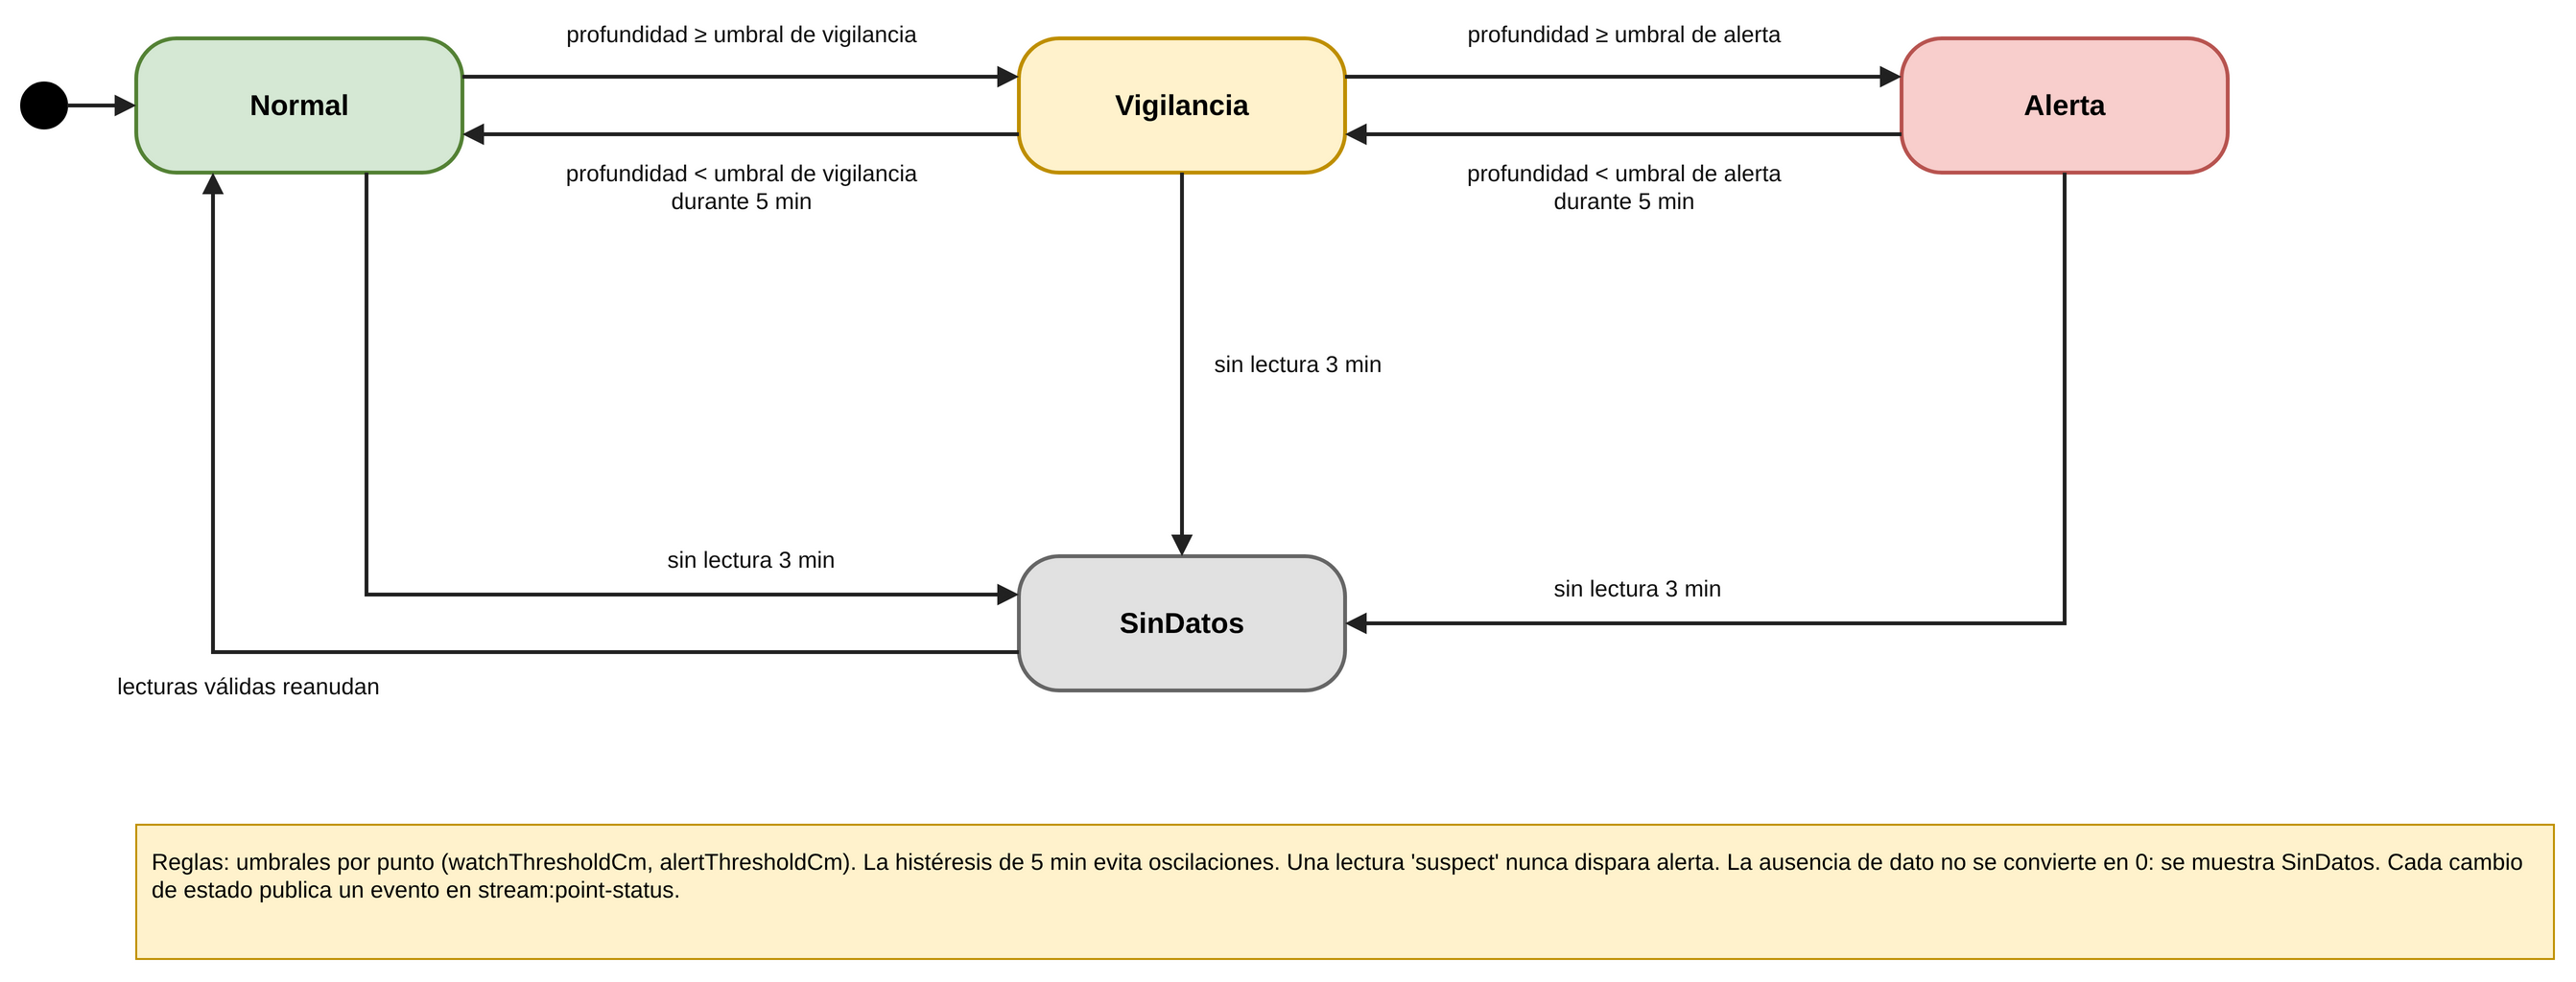 profundidad ≥ umbral de vigilancia
profundidad ≥ umbral de alerta
Normal
Vigilancia
Alerta
profundidad < umbral de vigilancia
durante 5 min
profundidad < umbral de alerta
durante 5 min
sin lectura 3 min
sin lectura 3 min
sin lectura 3 min
SinDatos
lecturas válidas reanudan
Reglas: umbrales por punto (watchThresholdCm, alertThresholdCm). La histéresis de 5 min evita oscilaciones. Una lectura 'suspect' nunca dispara alerta. La ausencia de dato no se convierte en 0: se muestra SinDatos. Cada cambio
de estado publica un evento en stream:point-status.